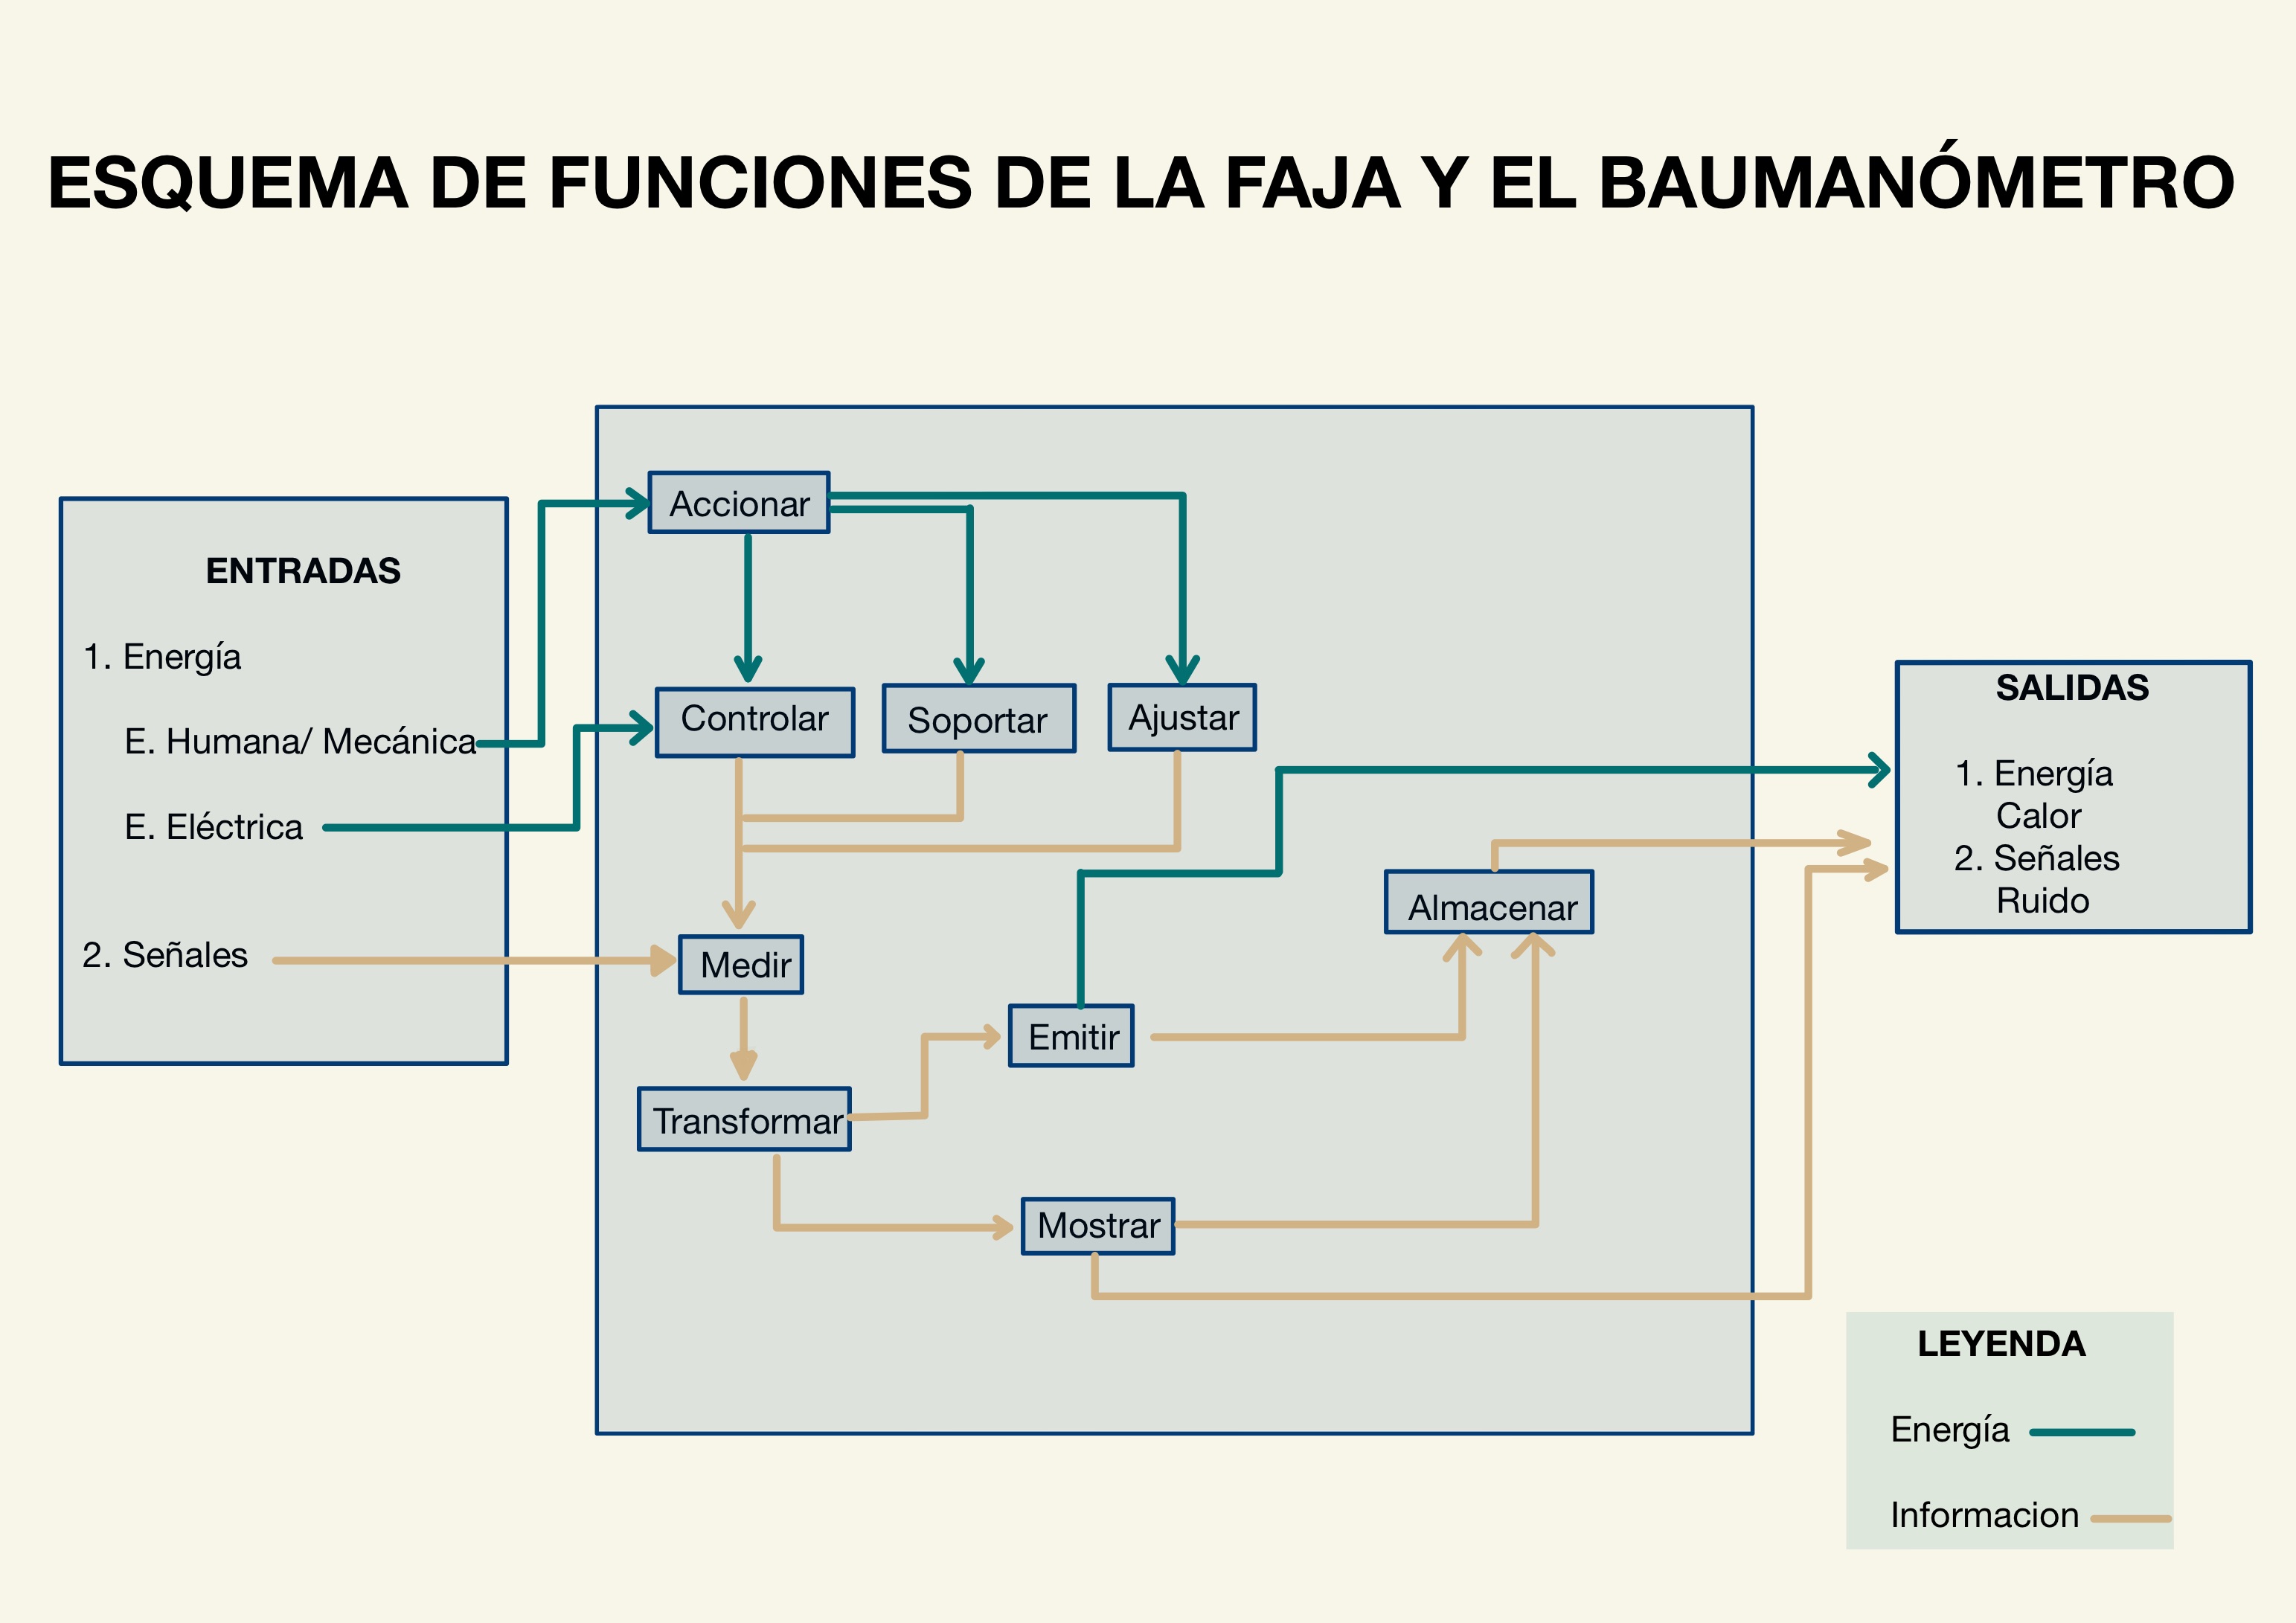 ESQUEMA DE FUNCIONES DE LA FAJA Y EL BAUMANÓMETRO
ENTRADAS
1. Energía
E. Humana/ Mecánica
E. Eléctrica
2. Señales
Accionar
Controlar
Soportar
Ajustar
Medir
Transformar
Emitir
Mostrar
Almacenar
SALIDAS
1. Energía
Calor
2. Señales
Ruido
LEYENDA
Energía
Informacion